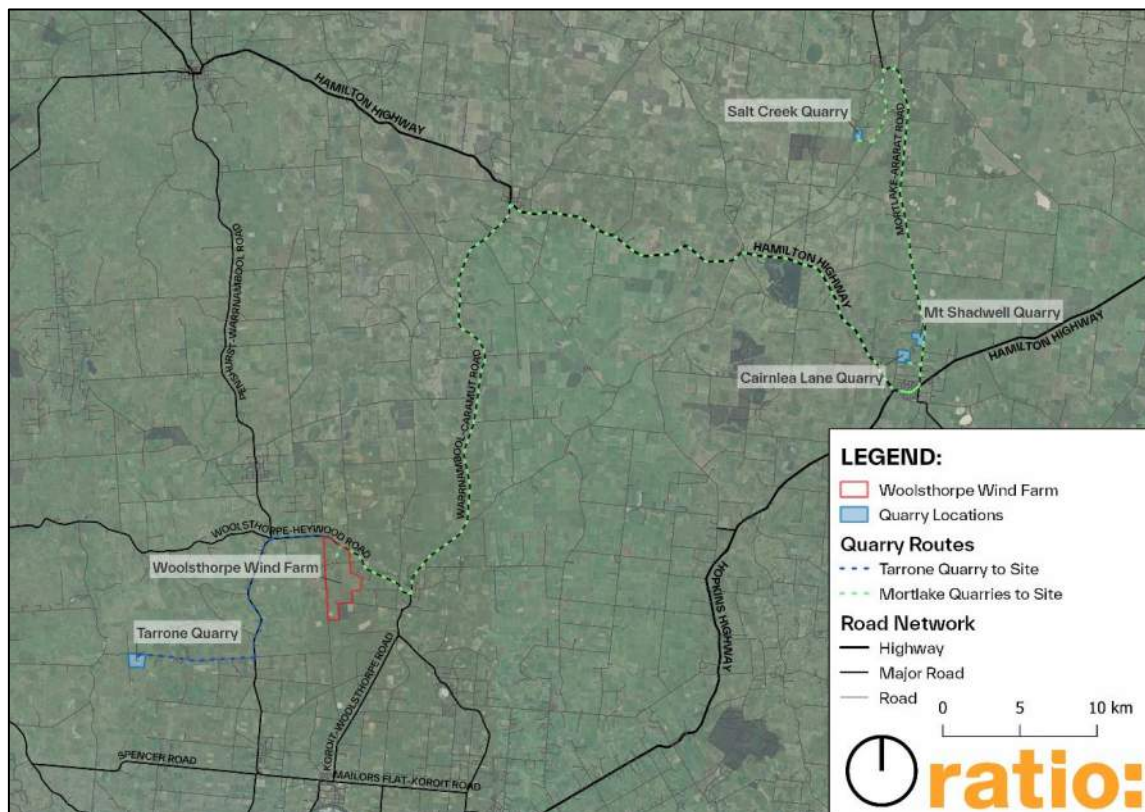 HAMILTON HIGHWAY
Salt Creek Quarry
MORTLAKE-ARARAT ROAD
PENSHURST-WARRNAMBOOL ROAD
HAMILTON HIGHWAY
Mt Shadwell Quarry
HAMILTON HIGHWAY
Cairnlea Lane Quarry
WARRNAMBOOL-CARAMUT ROAD
WOOLSTHORPE-HEYWOOD ROAD
Woolsthorpe Wind Farm
HOPKINS HIGHWAY
Tarrone Quarry
KOROIT-WOOLSTHORPE ROAD
SPENCER ROAD
MAILORS FLAT-KOROIT ROAD
LEGEND:
Woolsthorpe Wind Farm
Quarry Locations
Quarry Routes
Tarrone Quarry to Site
Mortlake Quarries to Site
Road Network
Highway
Major Road
Road
0 5 10 km
ratio: